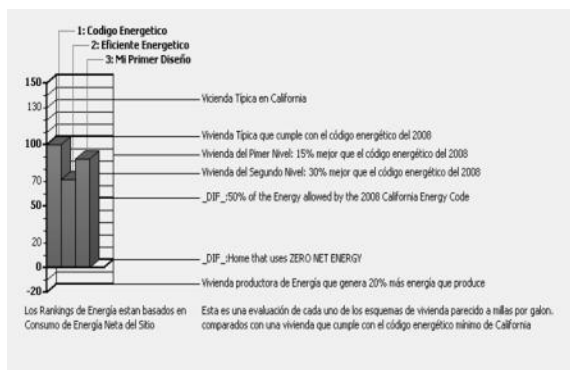 1: Codigo Energetico
2: Eficiente Energetico
3: Mi Primer Diseño
150
130
100
70
50
20
0
-20
Vicienda Típica en California
Vivienda Típica que cumple con el código energético del 2008
Vivienda del Pimer Nivel: 15% mejor que el código energético del 2008
Vivienda del Segundo Nivel: 30% mejor que el código energético del 2008
_DIF_:50% of the Energy allowed by the 2008 California Energy Code
_DIF_:Home that uses ZERO NET ENERGY
Vivienda productora de Energía que genera 20% más energía que produce
Los Rankings de Energía estan basados en
Consumo de Energía Neta del Sitio
Esta es una evaluación de cada uno de los esquemas de vivienda parecido a millas por galon.
comparados con una vivienda que cumple con el código energético mínimo de California